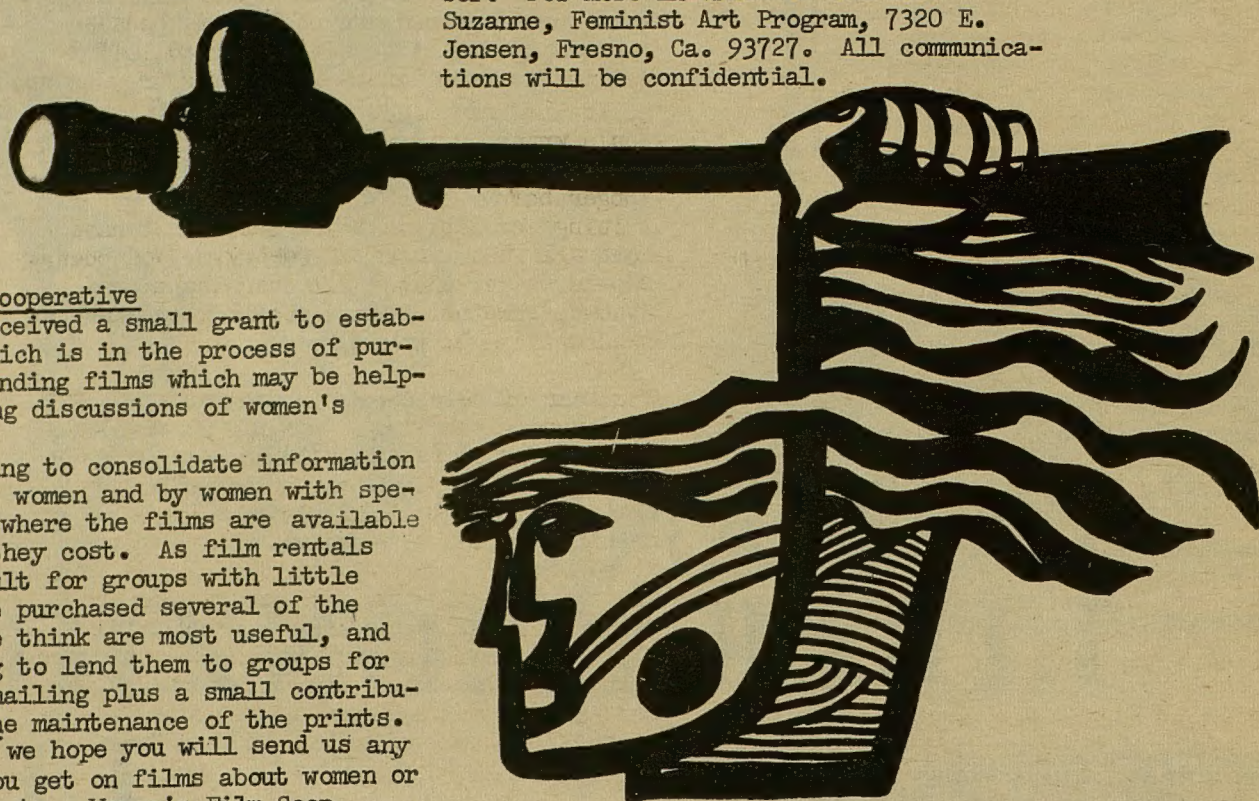 Suzanne, Feminist Art Program, 7320 E.
Jensen, Fresno, Ca. 93727. All communica-
tions will be confidential.
ooperative
ceived a small grant to estab-
ich is in the process of pur-
nding films which may be help-
ng discussions of women's
ng to consolidate information
women and by women with spe-
where the films are available
hey cost. As film rentals
lt for groups with little
purchased several of the
think are most useful, and
g to lend them to groups for
ailing plus a small contribu-
e maintenance of the prints.
we hope you will send us any
ou get on films about women or